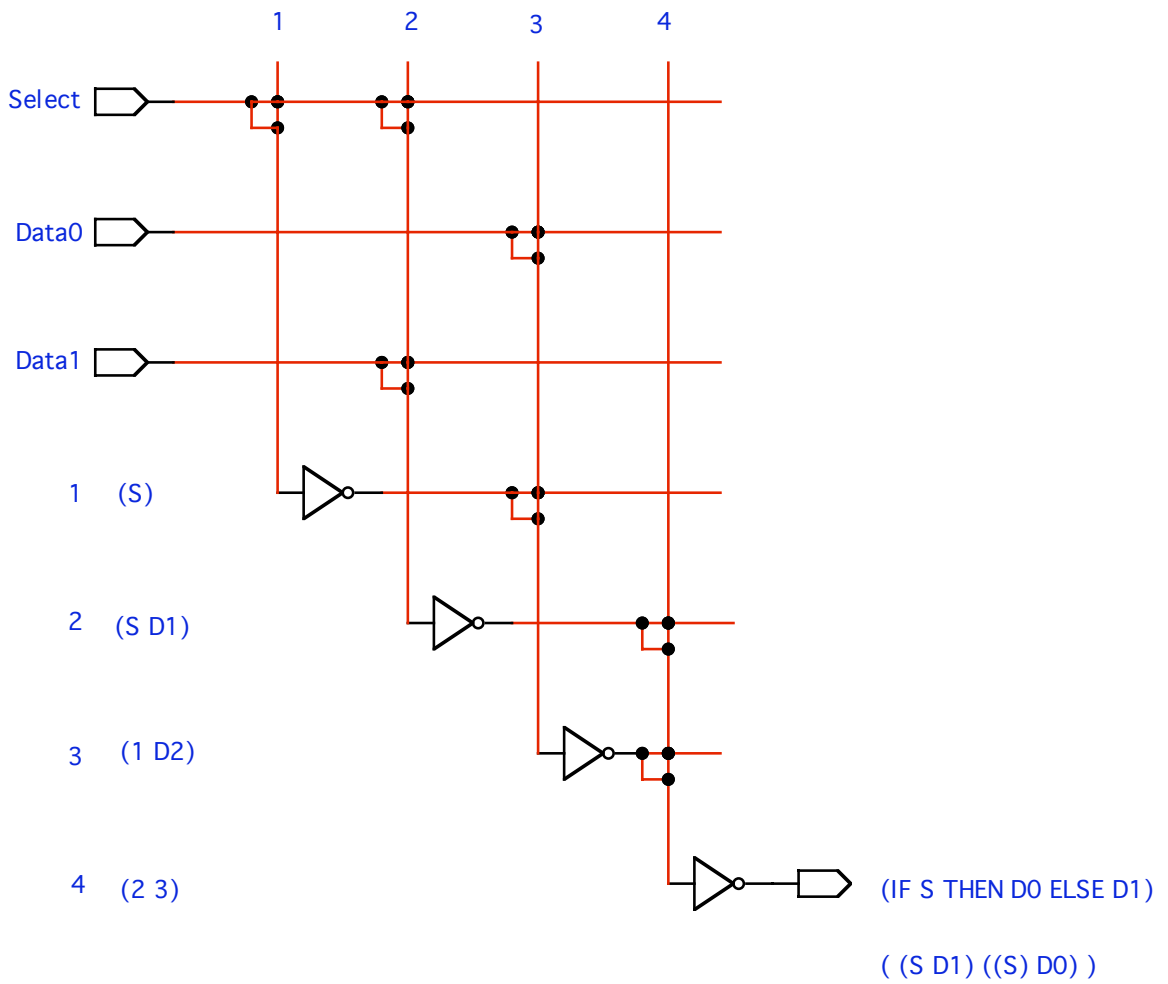 1 2 3 4
Select
Data0
Data1
1 (S)
2 (S D1)
3 (1 D2)
4 (2 3)
(IF S THEN D0 ELSE D1)
( (S D1) ((S) D0) )